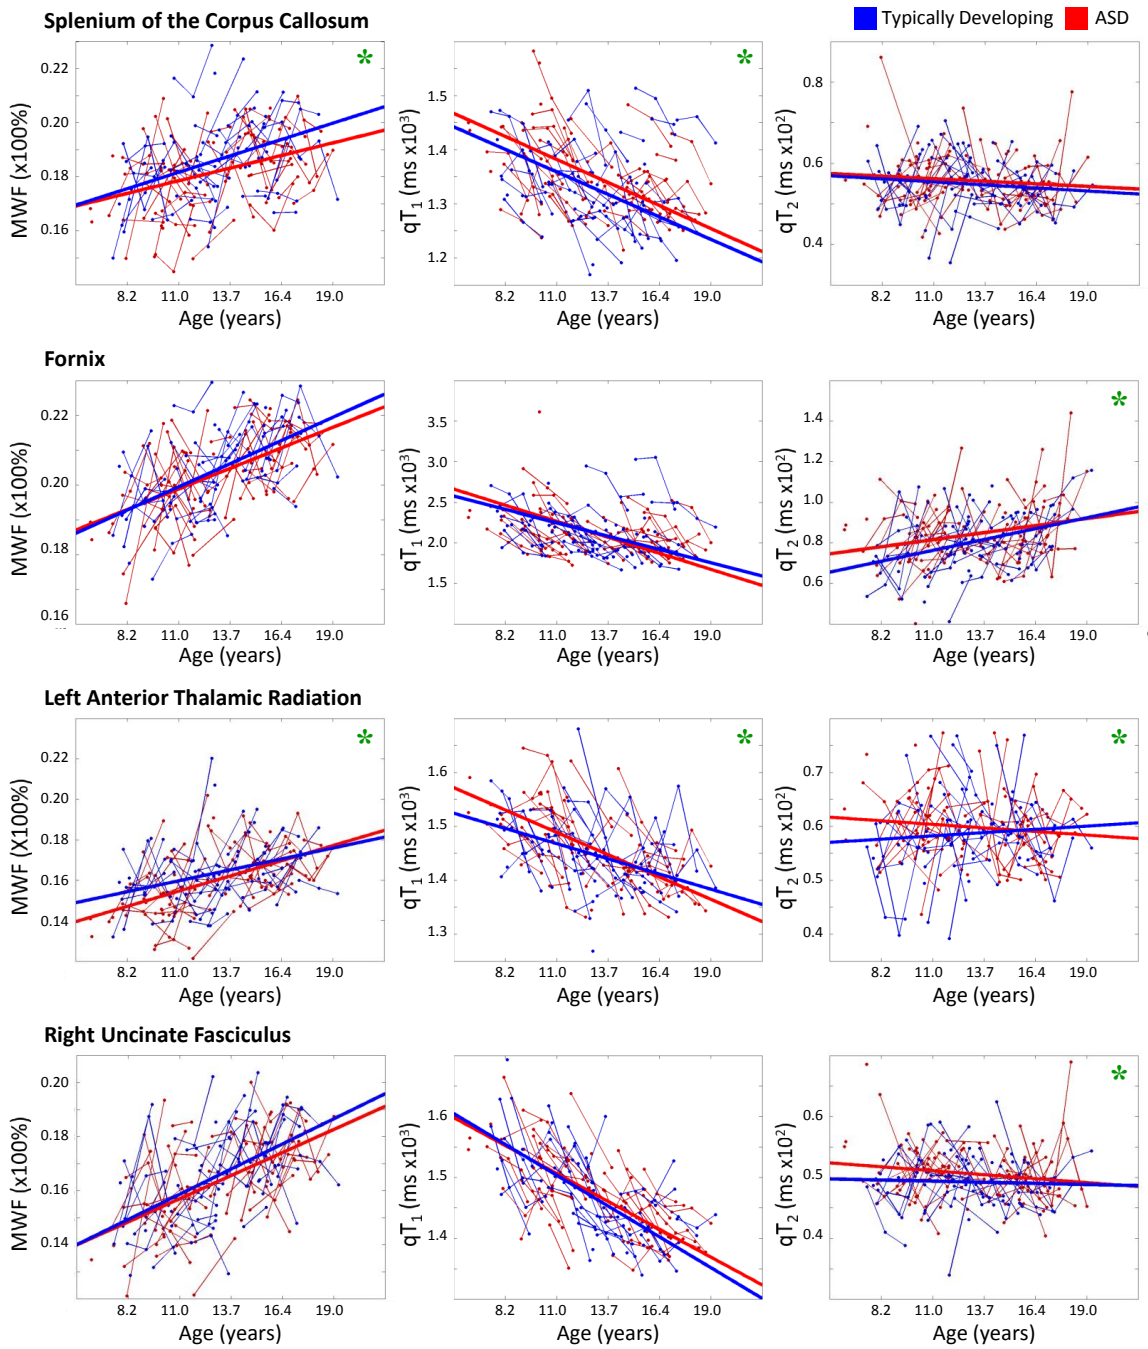 Splenium of the Corpus Callosum
Typically Developing ASD
MWF (x100%)
0.22
0.20
0.18
0.16
8.2 11.0 13.7 16.4 19.0
Age (years)
*
qT1 (ms x10³)
1.5
1.4
1.3
1.2
8.2 11.0 13.7 16.4 19.0
Age (years)
*
qT2 (ms x10²)
0.8
0.6
0.4
8.2 11.0 13.7 16.4 19.0
Age (years)
Fornix
MWF (x100%)
0.22
0.20
0.18
0.16
8.2 11.0 13.7 16.4 19.0
Age (years)
qT1 (ms x10³)
3.5
3.0
2.5
2.0
1.5
8.2 11.0 13.7 16.4 19.0
Age (years)
qT2 (ms x10²)
1.4
1.2
1.0
0.8
0.6
8.2 11.0 13.7 16.4 19.0
Age (years)
*
Left Anterior Thalamic Radiation
MWF (X100%)
0.22
0.20
0.18
0.16
0.14
8.2 11.0 13.7 16.4 19.0
Age (years)
*
qT1 (ms x10³)
1.6
1.5
1.4
1.3
8.2 11.0 13.7 16.4 19.0
Age (years)
*
qT2 (ms x10²)
0.7
0.6
0.5
0.4
8.2 11.0 13.7 16.4 19.0
Age (years)
*
Right Uncinate Fasciculus
MWF (x100%)
0.20
0.18
0.16
0.14
8.2 11.0 13.7 16.4 19.0
Age (years)
qT1 (ms x10³)
1.6
1.5
1.4
8.2 11.0 13.7 16.4 19.0
Age (years)
qT2 (ms x10²)
0.6
0.5
0.4
8.2 11.0 13.7 16.4 19.0
Age (years)
*